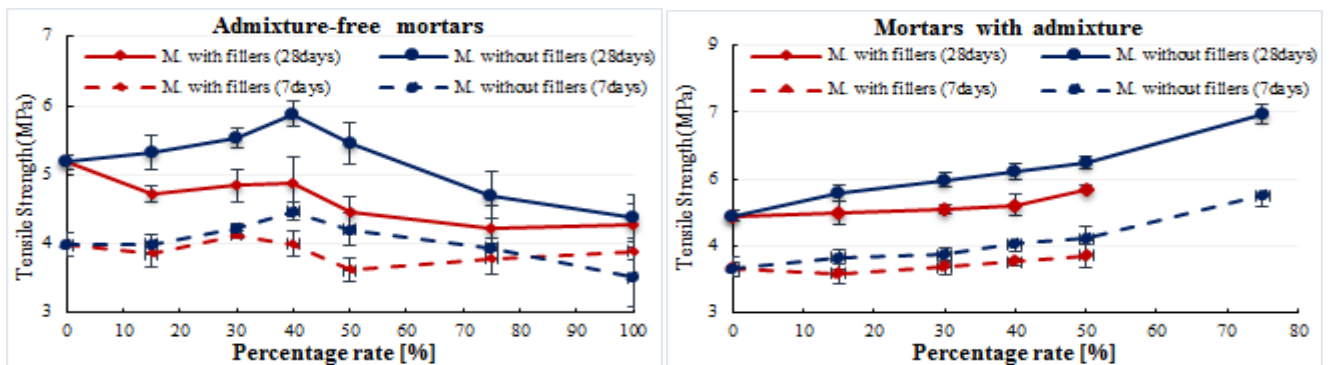 Admixture-free mortars
M. with fillers (28days)
M. without fillers (28days)
M. with fillers (7days)
M. without fillers (7days)
Tensile Strength(MPa)
7
6
5
4
3
0 10 20 30 40 50 60 70 80 90 100
Percentage rate [%]
Mortars with admixture
M. with fillers (28days)
M. without fillers (28days)
M. with fillers (7days)
M. without fillers (7days)
Tensile Strength (MPa)
9
7
6
4
3
0 10 20 30 40 50 60 70 80
Percentage rate [%]